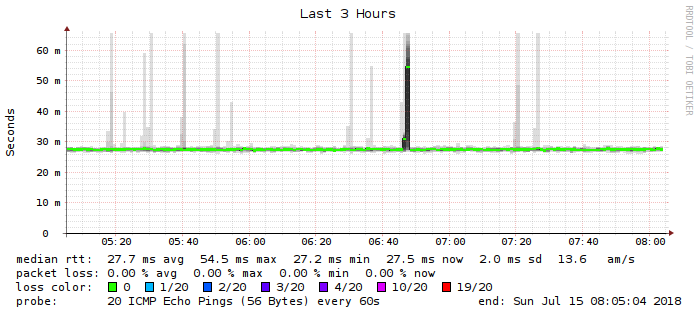 Last 3 Hours
RRDTOOL / TOBI OETIKER
Seconds
60 m
50 m
40 m
30 m
20 m
10 m
0
05:20 05:40 06:00 06:20 06:40 07:00 07:20 07:40 08:00
median rtt: 27.7 ms avg 54.5 ms max 27.2 ms min 27.5 ms now 2.0 ms sd 13.6 am/s
packet loss: 0.00 % avg 0.00 % max 0.00 % min 0.00 % now
loss color: 0 1/20 2/20 3/20 4/20 10/20 19/20
probe: 20 ICMP Echo Pings (56 Bytes) every 60s end: Sun Jul 15 08:05:04 2018